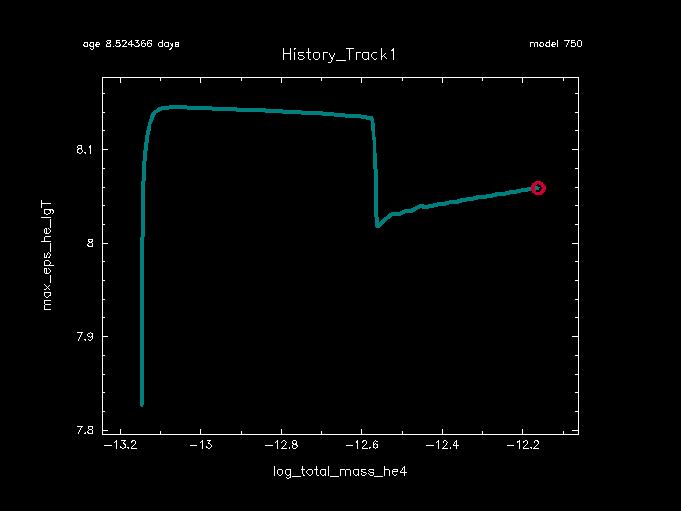 age 8.524366 days
model 750
History_Track1
8.1
8
7.9
7.8
max_eps_he_lgT
−13.2
−13
−12.8
−12.6
−12.4
−12.2
log_total_mass_he4